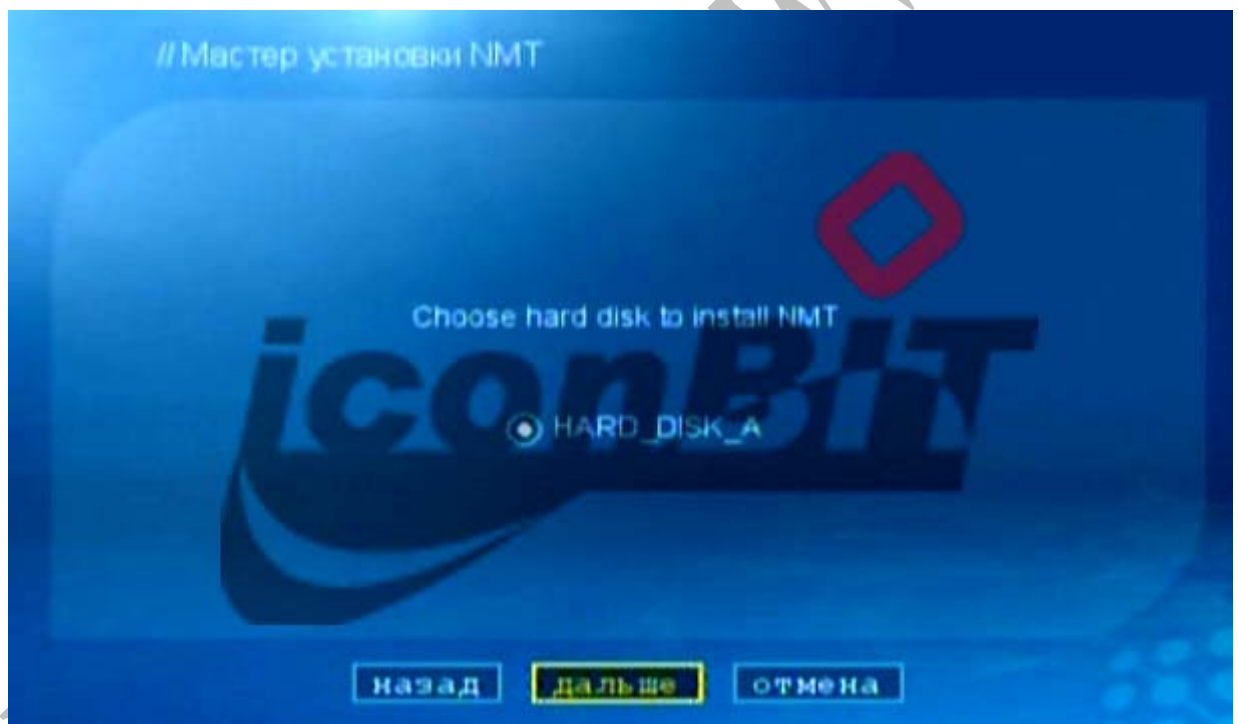 // Мастер установки NMT
Choose hard disk to install NMT
iconBIT
HARD_DISK_A
назад дальше отмена